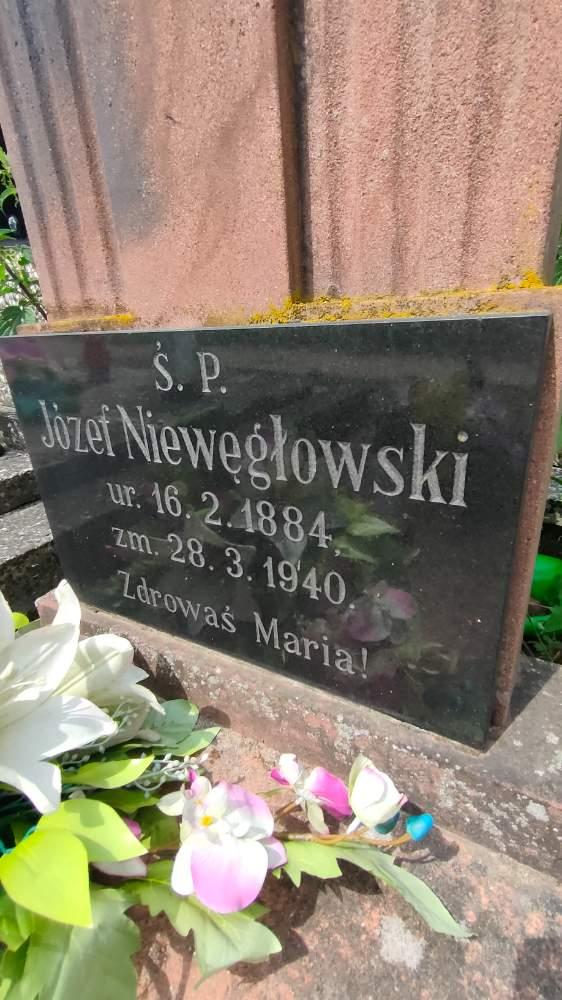 Ś. P.
Józef Niewęgłowski
ur. 16. 2. 1884,
zm. 28. 3. 1940
Zdrowaś Maria!